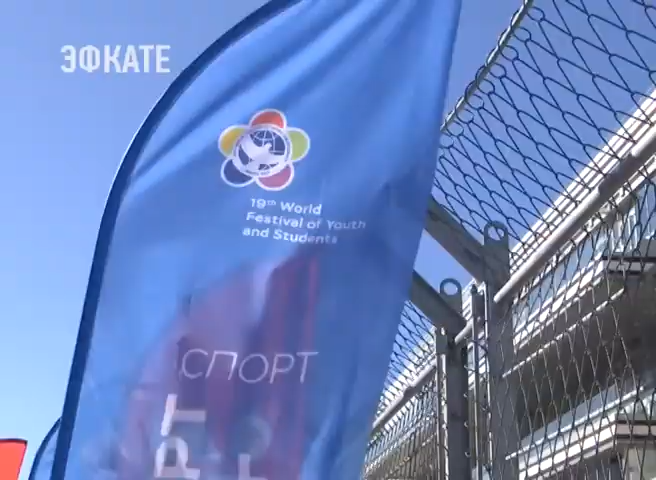 ЭФКАТЕ
19th World
Festival of Youth
and Students
СПОРТ